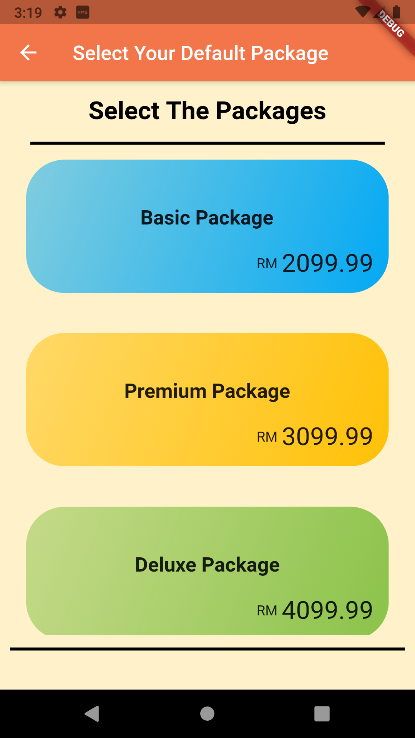 3:19
DEBUG
Select Your Default Package
Select The Packages
Basic Package
RM 2099.99
Premium Package
RM 3099.99
Deluxe Package
RM 4099.99